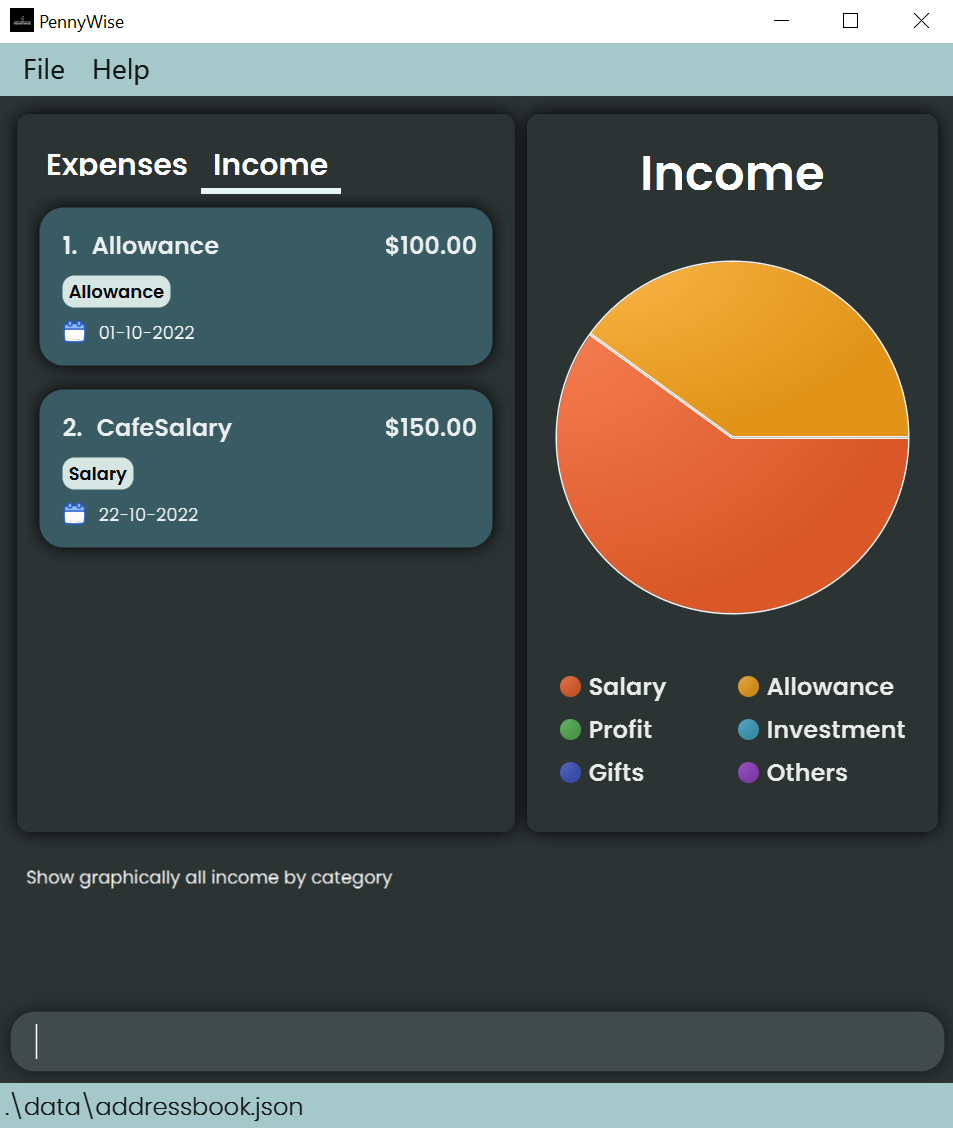 PennyWise
File Help
Expenses Income
1. Allowance $100.00
Allowance
01-10-2022
2. CafeSalary $150.00
Salary
22-10-2022
Income
Salary Allowance
Profit Investment
Gifts Others
Show graphically all income by category
.\data\addressbook.json